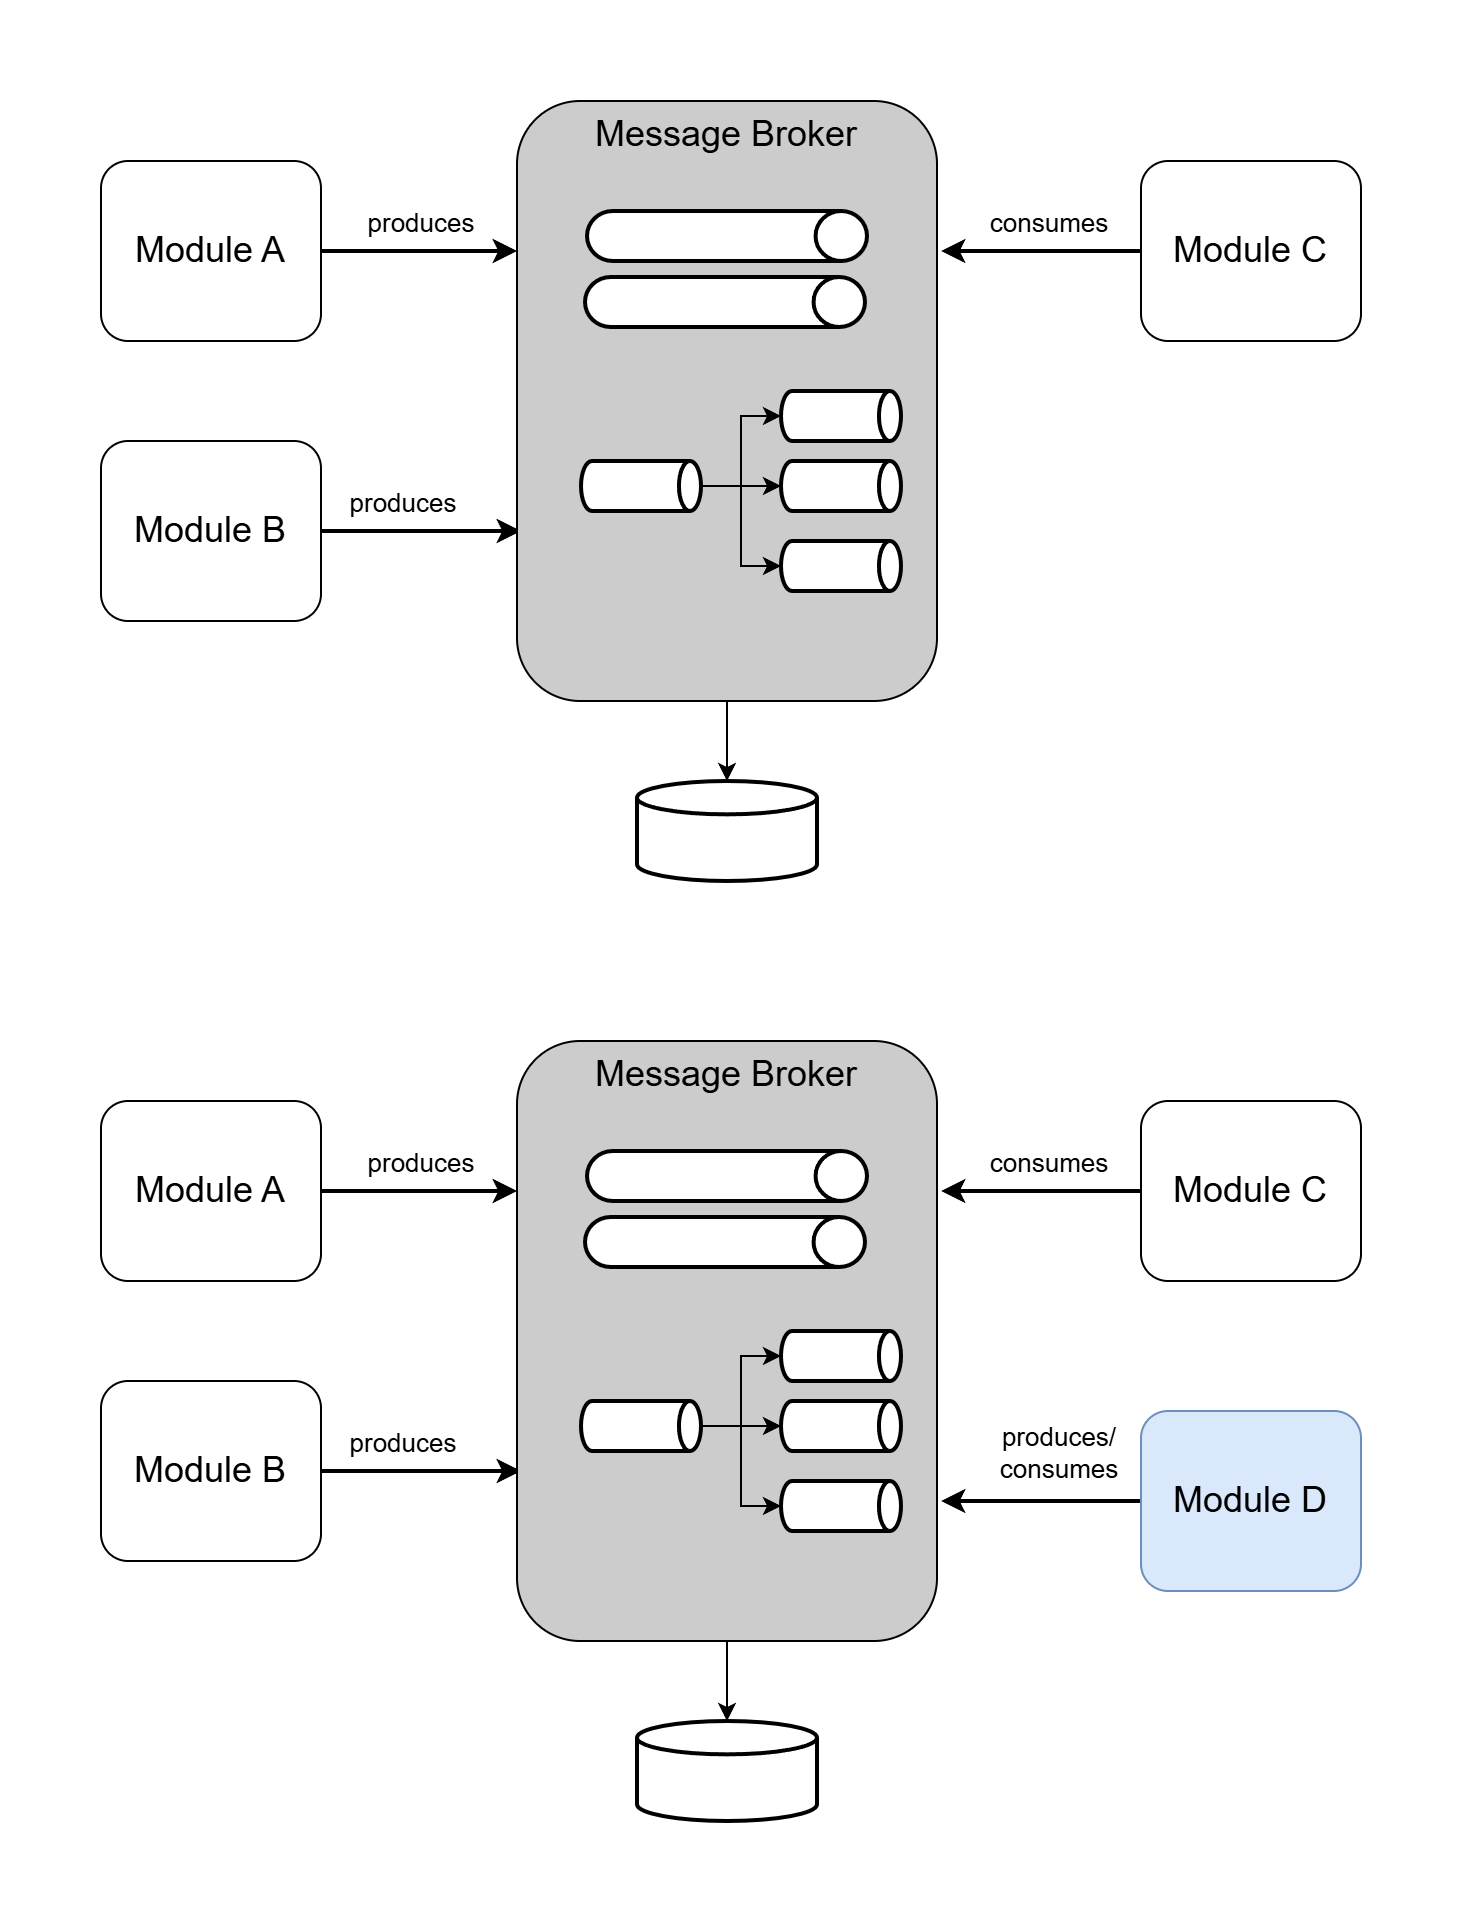 Message Broker
Module A
produces
consumes
Module C
Module B
produces
Message Broker
Module A
produces
consumes
Module C
Module B
produces
produces/
consumes
Module D